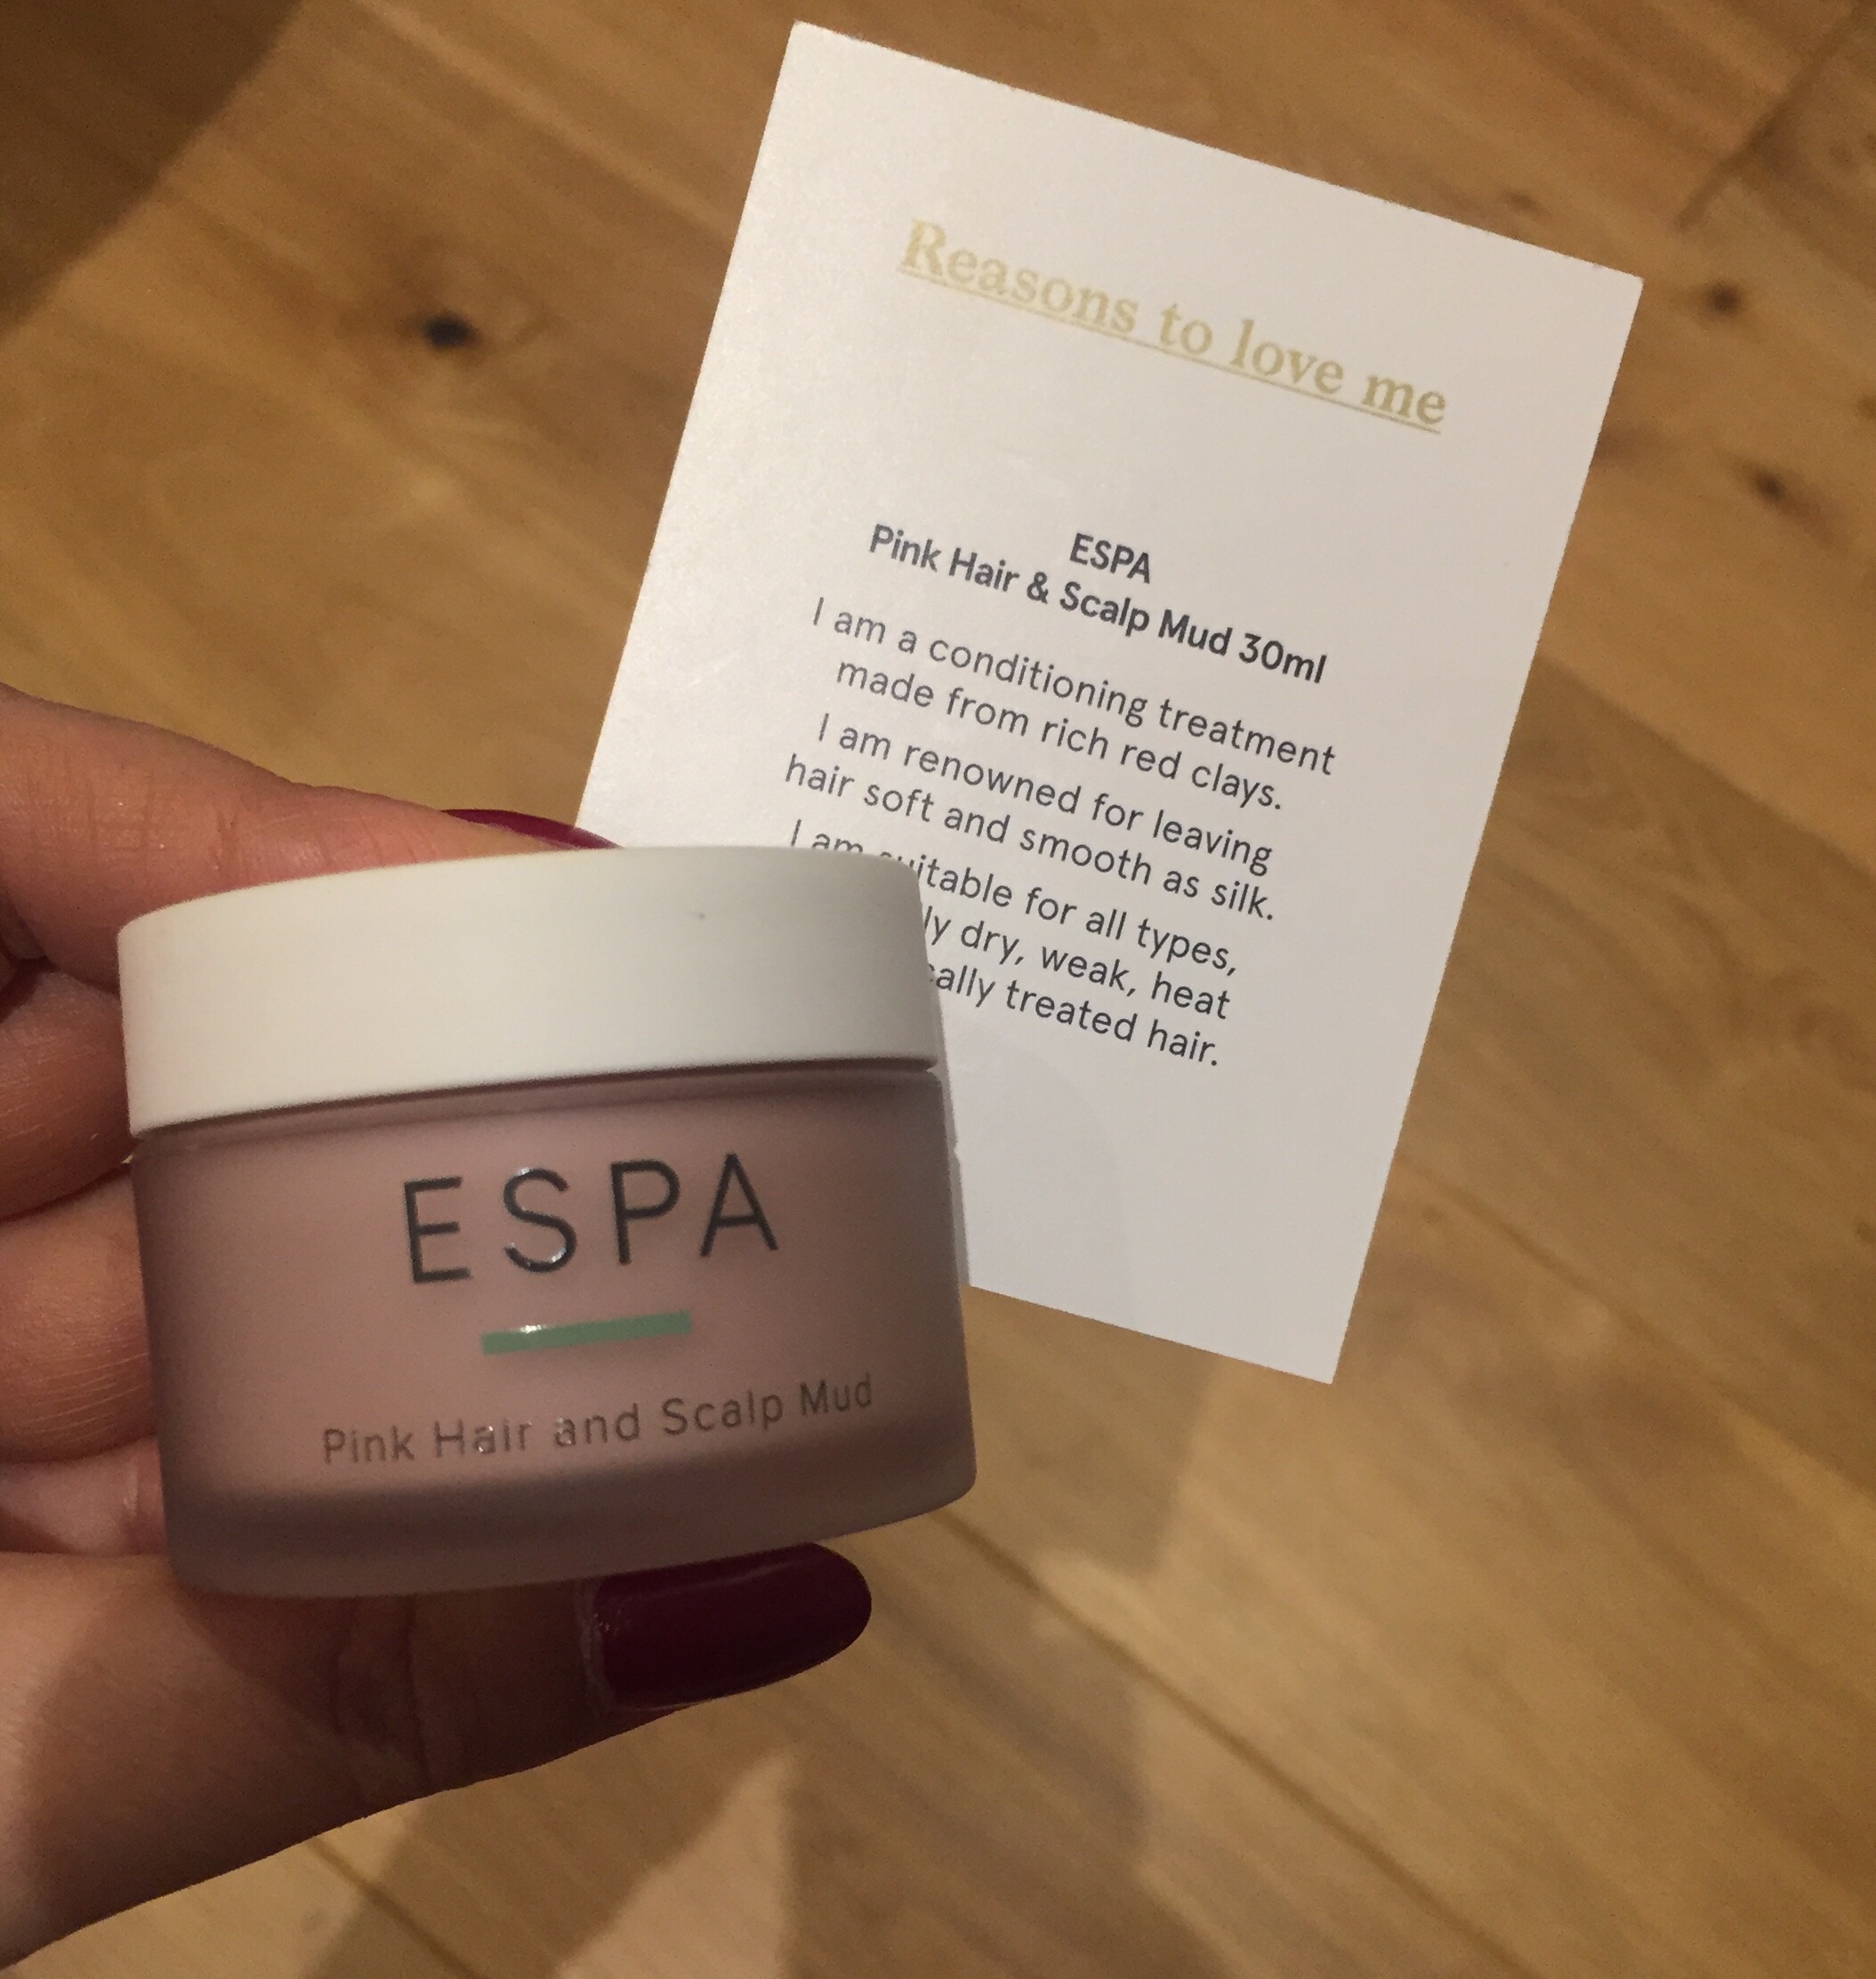 Reasons to love me
ESPA
Pink Hair & Scalp Mud 30ml
I am a conditioning treatment
made from rich red clays.
I am renowned for leaving
hair soft and smooth as silk.
I am suitable for all types,
dry, weak, heat
treated hair.
ESPA
Pink Hair and Scalp Mud